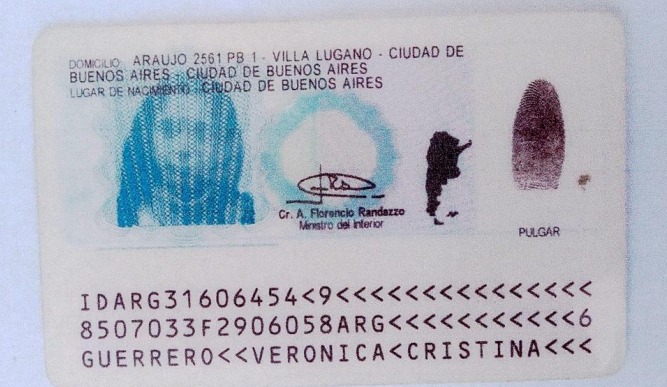 DOMICILIO: ARAUJO 2561 PB 1 - VILLA LUGANO - CIUDAD DE
BUENOS AIRES - CIUDAD DE BUENOS AIRES
LUGAR DE NACIMIENTO: CIUDAD DE BUENOS AIRES
Cr. A. Florencio Randazzo
Ministro del Interior
PULGAR
IDARG31606454<9<<<<<<<<<<<<<<<
8507033F2906058ARG<<<<<<<<<<<6
GUERRERO<<VERONICA<CRISTINA<<<